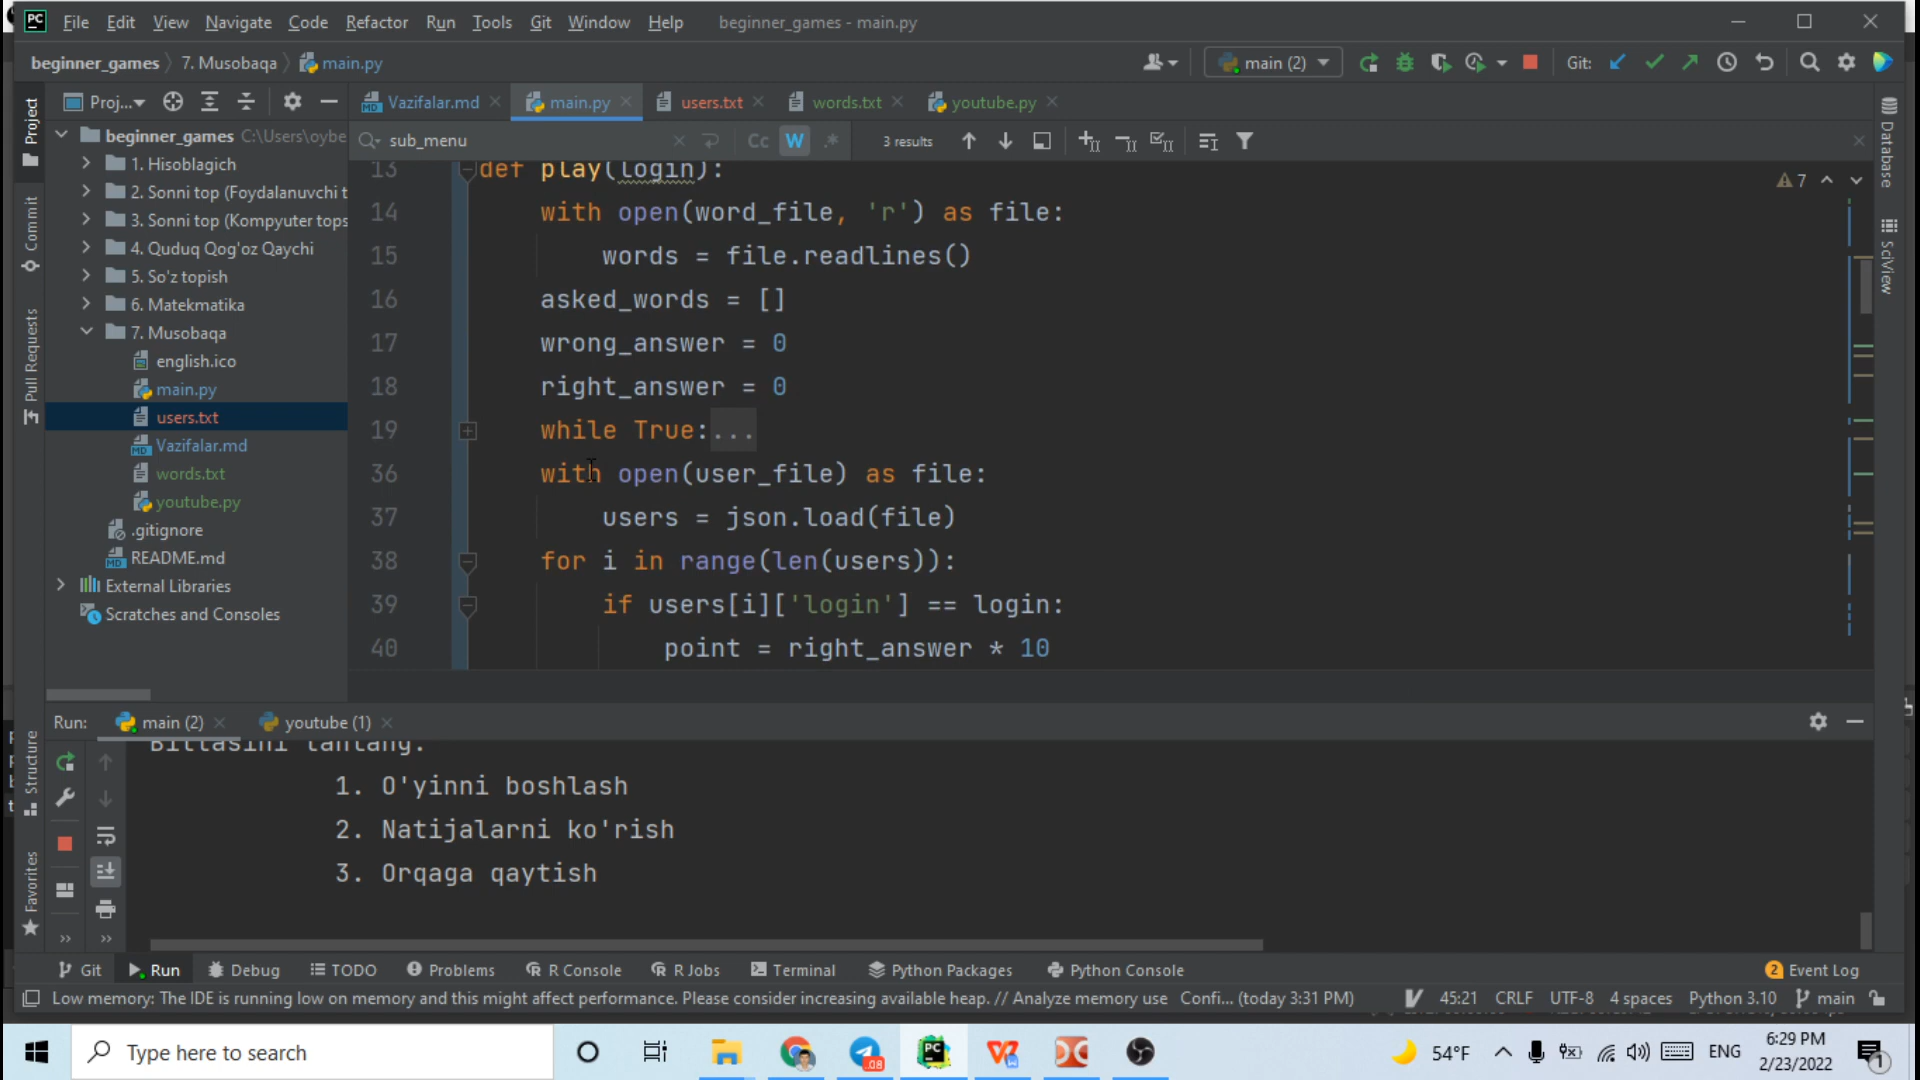 PC File Edit View Navigate Code Refactor Run Tools Git Window Help beginner_games - main.py
beginner_games 7. Musobaqa main.py main (2) Git:
Proj... Vazifalar.md main.py users.txt words.txt youtube.py
sub_menu Cc W .* 3 results
Project
Commit
Pull Requests
Structure
Favorites
Database
SciView
beginner_games C:\Users\oybe
1. Hisoblagich
2. Sonni top (Foydalanuvchi t
3. Sonni top (Kompyuter tops
4. Quduq Qog'oz Qaychi
5. So'z topish
6. Matekmatika
7. Musobaqa
english.ico
main.py
users.txt
Vazifalar.md
words.txt
youtube.py
.gitignore
README.md
External Libraries
Scratches and Consoles
7
13 def play(login):
14 with open(word_file, 'r') as file:
15 words = file.readlines()
16 asked_words = []
17 wrong_answer = 0
18 right_answer = 0
19 while True:...
36 with open(user_file) as file:
37 users = json.load(file)
38 for i in range(len(users)):
39 if users[i]['login'] == login:
40 point = right_answer * 10
Run: main (2) youtube (1)
Bittasini tanlang:
1. O'yinni boshlash
2. Natijalarni ko'rish
3. Orqaga qaytish
Git Run Debug TODO Problems R Console R Jobs Terminal Python Packages Python Console 2 Event Log
Low memory: The IDE is running low on memory and this might affect performance. Please consider increasing available heap. // Analyze memory use Confi... (today 3:31 PM) 45:21 CRLF UTF-8 4 spaces Python 3.10 main
Type here to search 54°F ENG 6:29 PM
2/23/2022 1